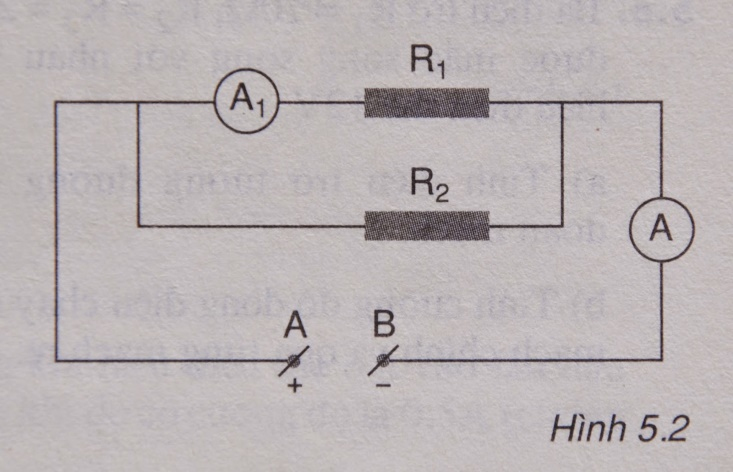 R₁
A₁
R₂
A
A B
+ −
Hình 5.2